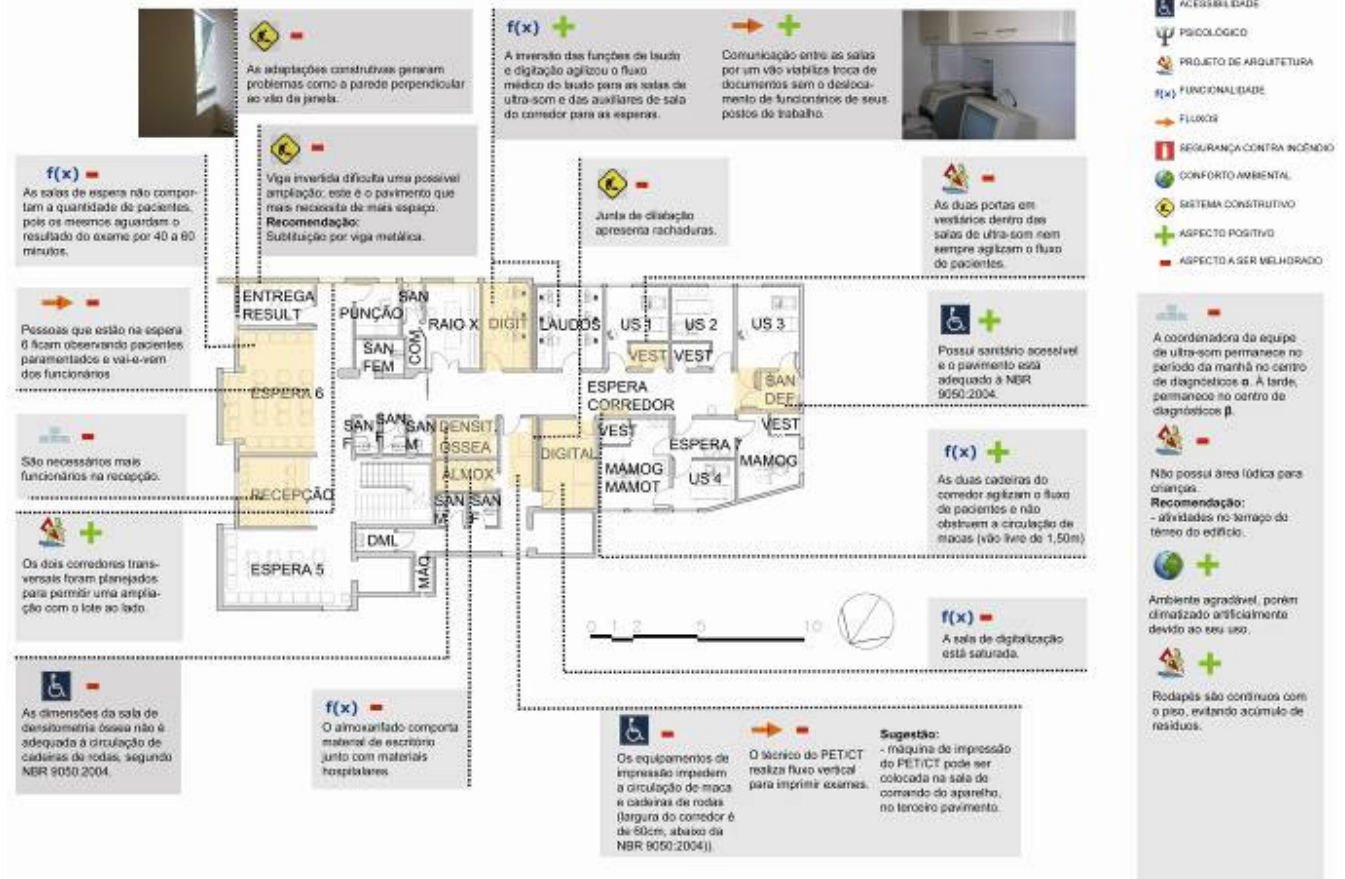 As adaptações construtivas geraram
problemas como a parede perpendicular
ao vão da janela.
f(x)
A inversão das funções de laudo
e digitação agilizou o fluxo
médico do laudo para as salas de
ultra-som e das auxiliares de sala
do corredor para as esperas.
Comunicação entre as salas
por um vão viabiliza troca de
documentos sem o desloca-
mento de funcionários de seus
postos de trabalho.
ACESSIBILIDADE
PSICOLÓGICO
PROJETO DE ARQUITETURA
f(x) FUNCIONALIDADE
FLUXOS
SEGURANÇA CONTRA INCÊNDIO
CONFORTO AMBIENTAL
SISTEMA CONSTRUTIVO
ASPECTO POSITIVO
ASPECTO A SER MELHORADO
f(x)
As salas de espera não compor-
tam a quantidade de pacientes,
pois os mesmos aguardam o
resultado do exame por 40 a 60
minutos.
Viga invertida dificulta uma possível
ampliação; este é o pavimento que
mais necessita de mais espaço.
Recomendação:
Subtituição por viga metálica.
Junta de dilatação
apresenta rachaduras.
As duas portas em
vestiários dentro das
salas de ultra-som nem
sempre agilizam o fluxo
de pacientes.
Pessoas que estão na espera
6 ficam observando pacientes
paramentados e vai-e-vem
dos funcionários
São necessários mais
funcionários na recepção.
Os dois corredores trans-
versais foram planejados
para permitir uma amplia-
ção com o lote ao lado.
ENTREGA
RESULT
PUNÇÃO
SAN
COM.
RAIO X
DIGIT
LAUDOS
US 1
US 2
US 3
SAN
FEM
VEST
VEST
ESPERA 6
ESPERA
CORREDOR
SAN
DEF
SAN
F
SAN
F
SAN
M
DENSIT.
ÓSSEA
DIGITAL
VEST
ESPERA 7
VEST
MAMOG
MAMOT
US 4
MAMOG
RECEPÇÃO
ALMOX
SAN
SAN
F
DML
ESPERA 5
MÁQ
0 1 2 5 10
Possui sanitário acessível
e o pavimento está
adequado à NBR
9050:2004.
f(x)
As duas cadeiras do
corredor agilizam o fluxo
de pacientes e não
obstruem a circulação de
macas (vão livre de 1,50m)
f(x)
A sala de digitalização
está saturada.
A coordenadora da equipe
de ultra-som permanece no
período da manhã no centro
de diagnósticos α. À tarde,
permanece no centro de
diagnósticos β.
Não possui área lúdica para
crianças.
Recomendação:
- atividades no terraço do
térreo do edifício.
Ambiente agradável, porém
climatizado artificialmente
devido ao seu uso.
Rodapés são contínuos com
o piso, evitando acúmulo de
resíduos.
As dimensões da sala de
densitometria óssea não é
adequada à circulação de
cadeiras de rodas, segundo
NBR 9050:2004.
f(x)
O almoxarifado comporta
material de escritório
junto com materiais
hospitalares
Os equipamentos de
impressão impedem
a circulação de maca
e cadeiras de rodas
(largura do corredor é
de 60cm, abaixo da
NBR 9050:2004)).
O técnico do PET/CT
realiza fluxo vertical
para imprimir exames.
Sugestão:
- máquina de impressão
do PET/CT pode ser
colocada na sala de
comando do aparelho,
no terceiro pavimento.